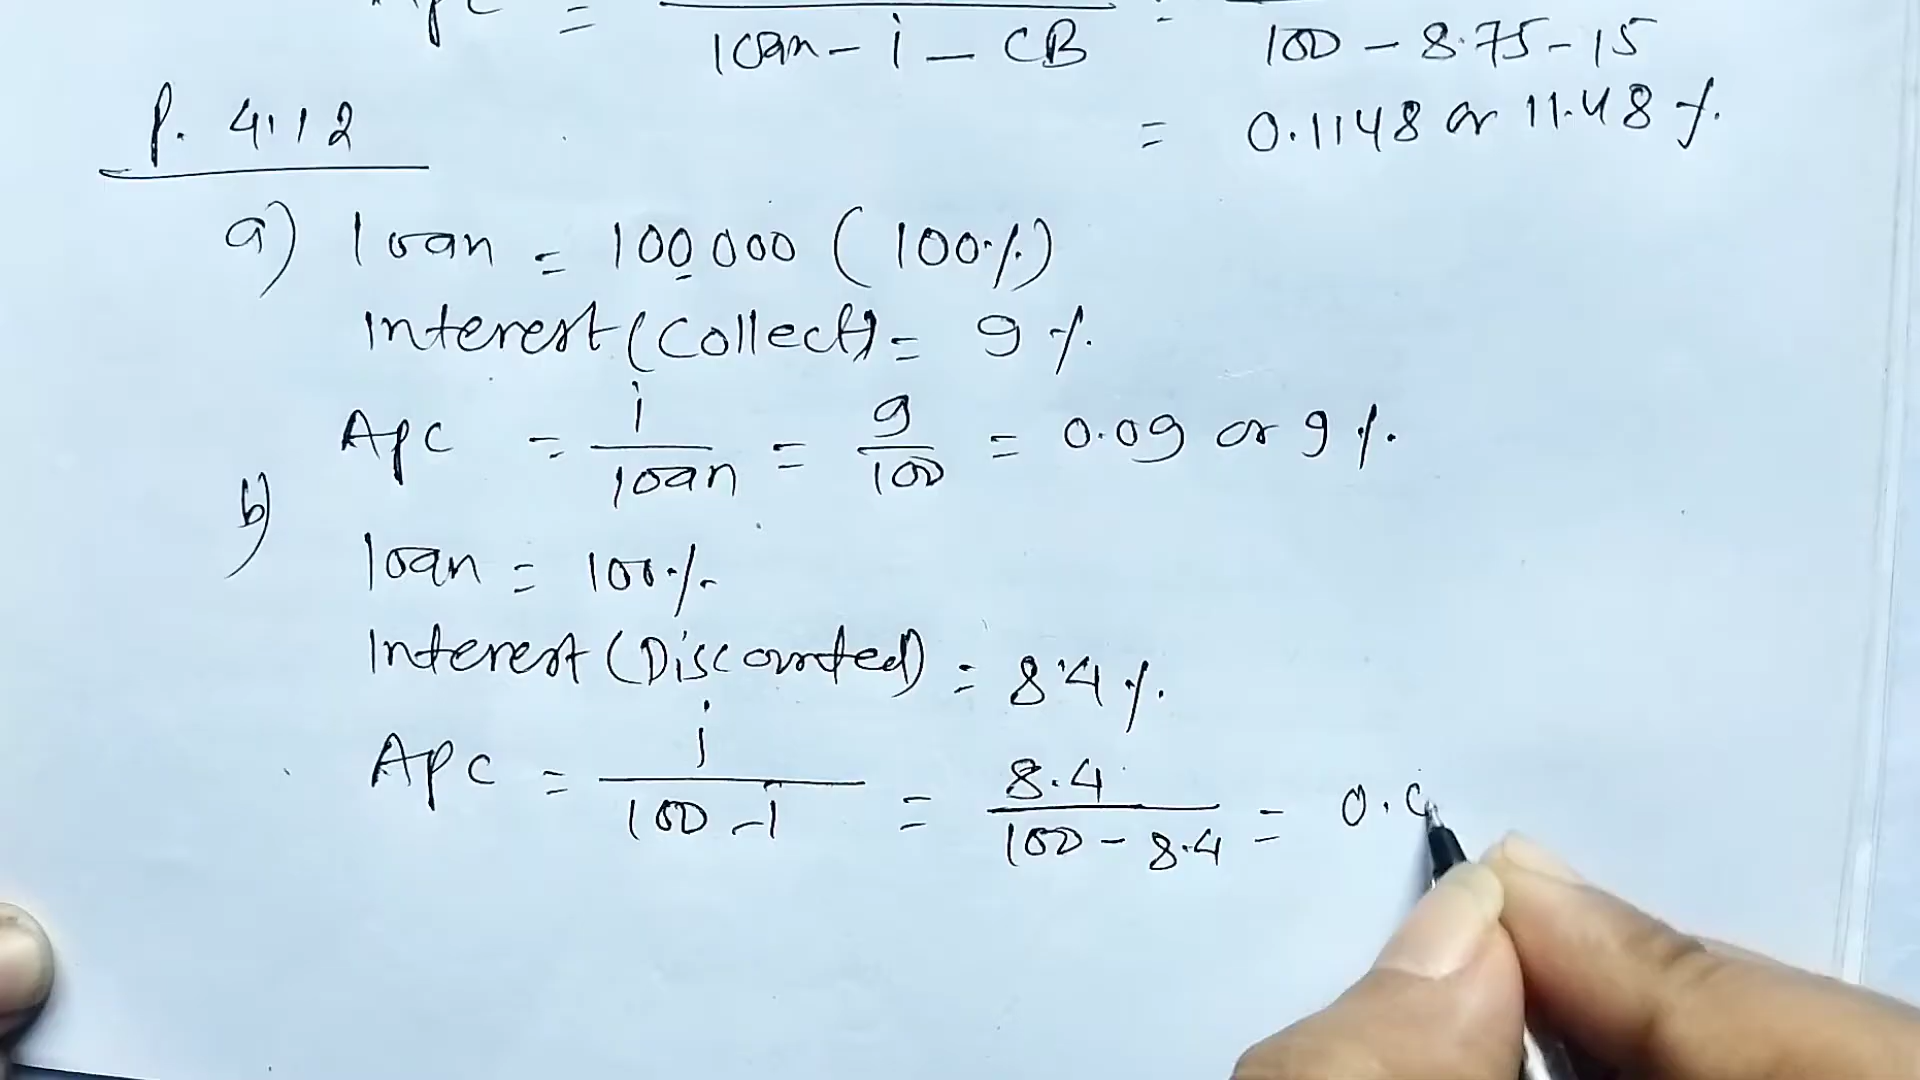 Apc = / loan - i - CB = / 100 - 8.75 - 15
= 0.1148 or 11.48 %.
P. 4.12
a) loan = 100000 (100%)
Interest (Collect) = 9 %.
Apc = i / loan = 9 / 100 = 0.09 or 9 %.
b)
loan = 100%
Interest (Discounted) = 8.4 %.
Apc = i / 100 - i = 8.4 / 100 - 8.4 = 0.